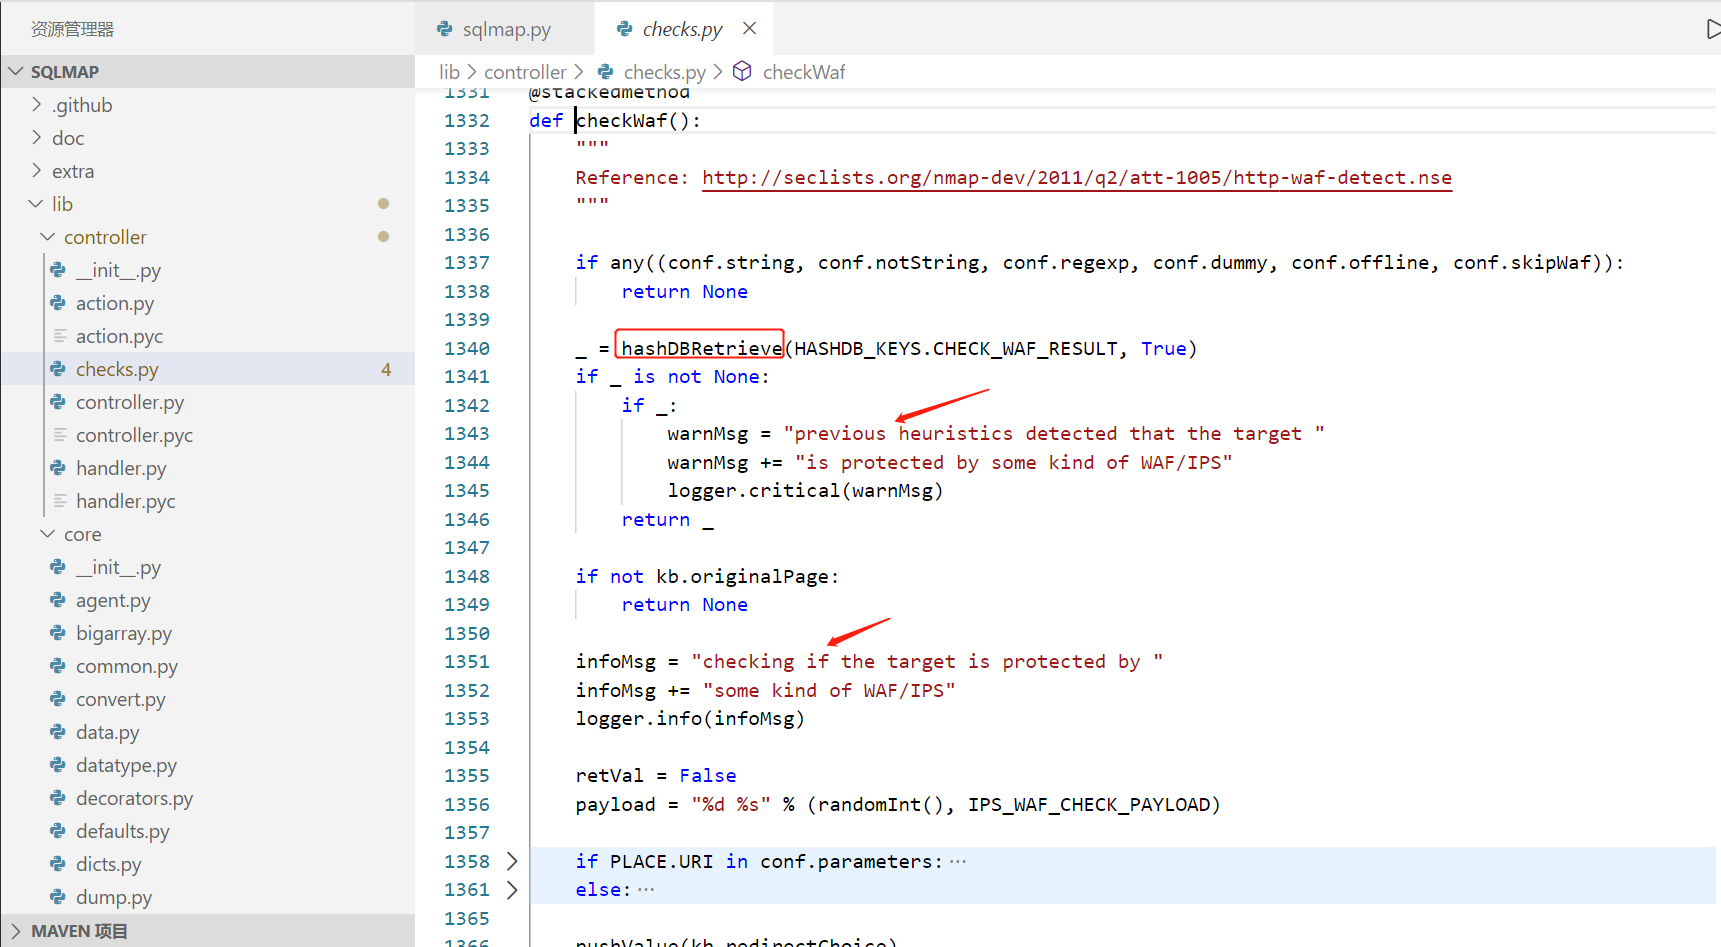 资源管理器
SQLMAP
.github
doc
extra
lib
controller
__init__.py
action.py
action.pyc
checks.py 4
controller.py
controller.pyc
handler.py
handler.pyc
core
__init__.py
agent.py
bigarray.py
common.py
convert.py
data.py
datatype.py
decorators.py
defaults.py
dicts.py
dump.py
MAVEN 项目
sqlmap.py
checks.py
lib > controller > checks.py > checkWaf
1331 @stackedmethod
1332 def checkWaf():
1333     """
1334     Reference: http://seclists.org/nmap-dev/2011/q2/att-1005/http-waf-detect.nse
1335     """
1336
1337     if any((conf.string, conf.notString, conf.regexp, conf.dummy, conf.offline, conf.skipWaf)):
1338         return None
1339
1340     _ = hashDBRetrieve(HASHDB_KEYS.CHECK_WAF_RESULT, True)
1341     if _ is not None:
1342         if _:
1343             warnMsg = "previous heuristics detected that the target "
1344             warnMsg += "is protected by some kind of WAF/IPS"
1345             logger.critical(warnMsg)
1346         return _
1347
1348     if not kb.originalPage:
1349         return None
1350
1351     infoMsg = "checking if the target is protected by "
1352     infoMsg += "some kind of WAF/IPS"
1353     logger.info(infoMsg)
1354
1355     retVal = False
1356     payload = "%d %s" % (randomInt(), IPS_WAF_CHECK_PAYLOAD)
1357
1358     if PLACE.URI in conf.parameters:···
1361     else:···
1365
1366     pushValue(kb.redirectChoice)